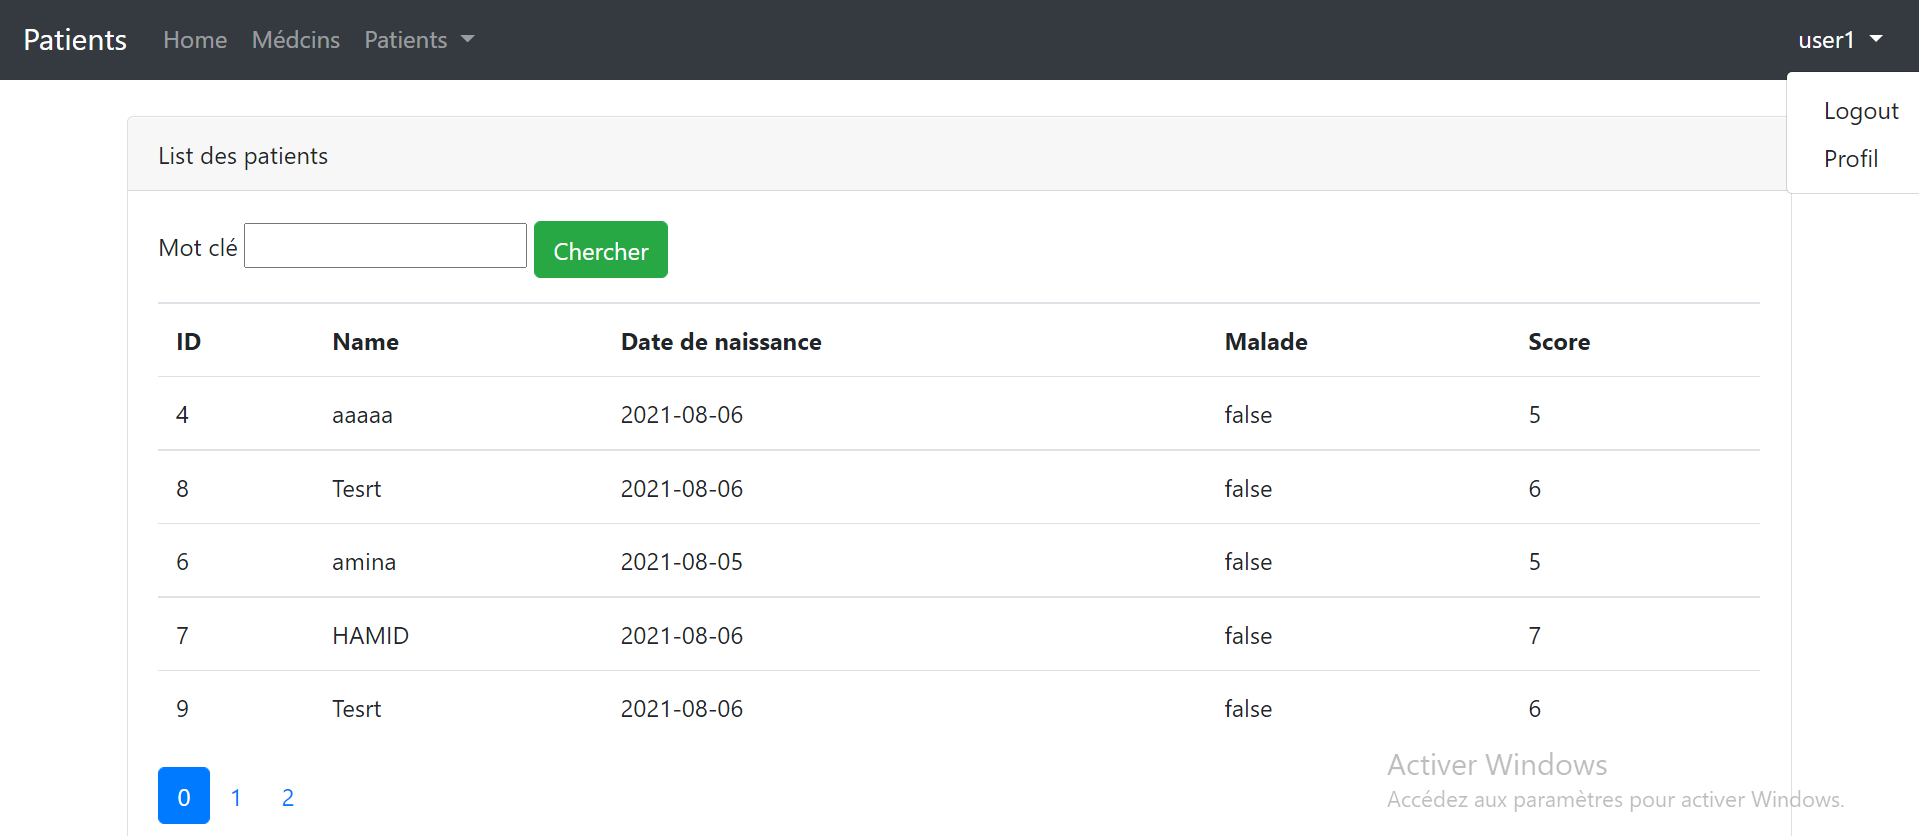 Patients Home Médcins Patients user1
Logout
Profil
List des patients
Mot clé Chercher
ID Name Date de naissance Malade Score
4 aaaaa 2021-08-06 false 5
8 Tesrt 2021-08-06 false 6
6 amina 2021-08-05 false 5
7 HAMID 2021-08-06 false 7
9 Tesrt 2021-08-06 false 6
0 1 2
Activer Windows
Accédez aux paramètres pour activer Windows.